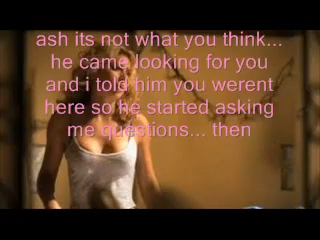 ash its not what you think...
he came looking for you
and i told him you werent
here so he started asking
me questions... then